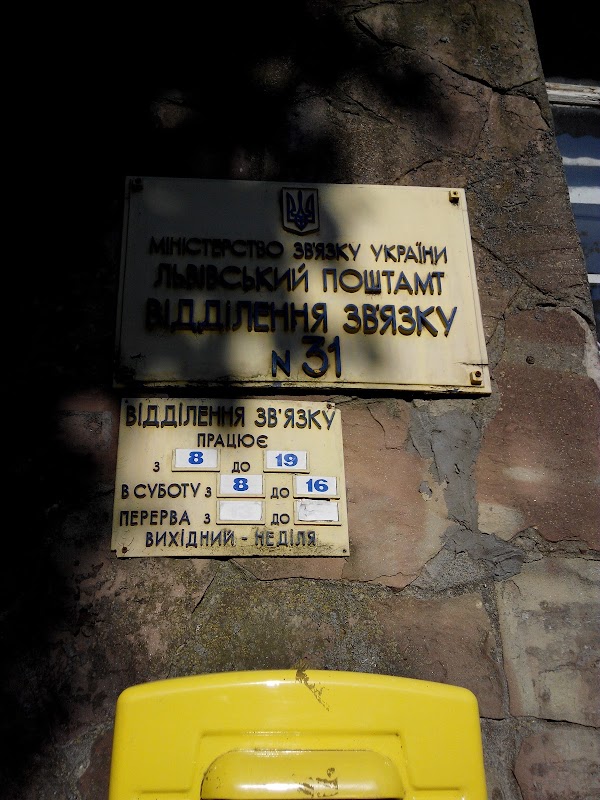 МІНІСТЕРСТВО ЗВ'ЯЗКУ УКРАЇНИ
ЛЬВІВСЬКИЙ ПОШТАМТ
ВІДДІЛЕННЯ ЗВ'ЯЗКУ
N 31
ВІДДІЛЕННЯ ЗВ'ЯЗКУ
ПРАЦЮЄ
З 8 ДО 19
В СУБОТУ З 8 ДО 16
ПЕРЕРВА З ДО
ВИХІДНИЙ - НЕДІЛЯ